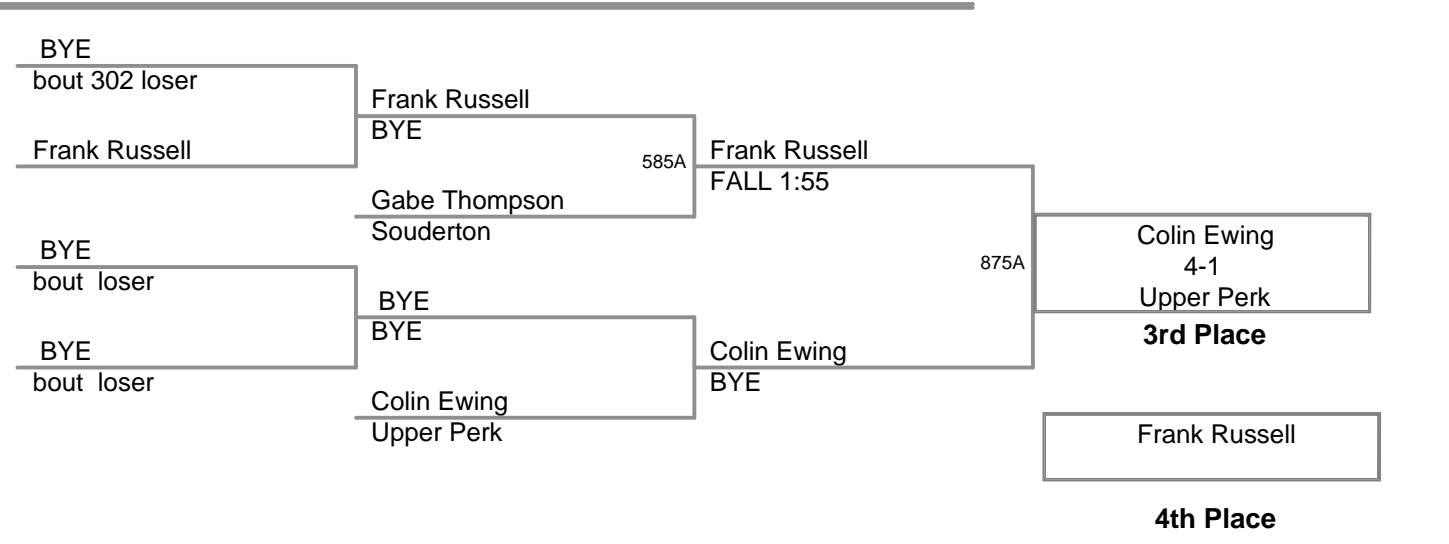 BYE
bout 302 loser
Frank Russell
Frank Russell
BYE
585A
Gabe Thompson
Souderton
Frank Russell
FALL 1:55
BYE
bout loser
BYE
bout loser
BYE
BYE
Colin Ewing
Upper Perk
Colin Ewing
BYE
875A
Colin Ewing
4-1
Upper Perk
3rd Place
Frank Russell
4th Place